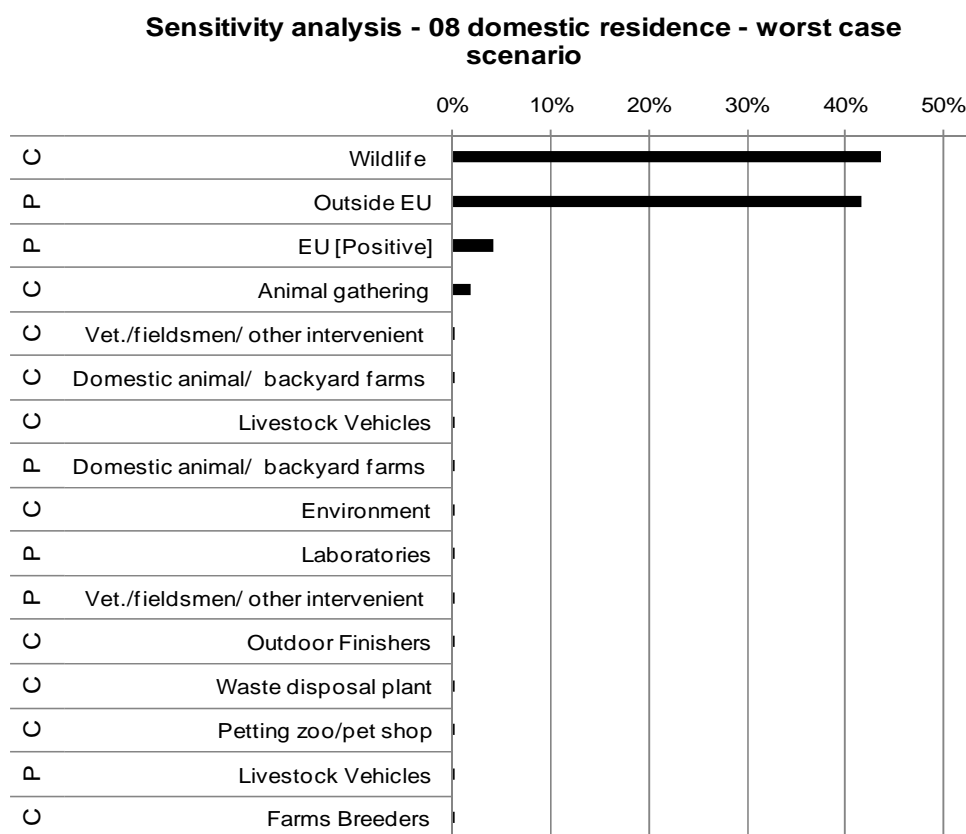 Sensitivity analysis - 08 domestic residence - worst case
scenario
0% 10% 20% 30% 40% 50%
C Wildlife
P Outside EU
P EU [Positive]
C Animal gathering
C Vet./fieldsmen/ other intervenient
C Domestic animal/ backyard farms
C Livestock Vehicles
P Domestic animal/ backyard farms
C Environment
P Laboratories
P Vet./fieldsmen/ other intervenient
C Outdoor Finishers
C Waste disposal plant
C Petting zoo/pet shop
P Livestock Vehicles
C Farms Breeders